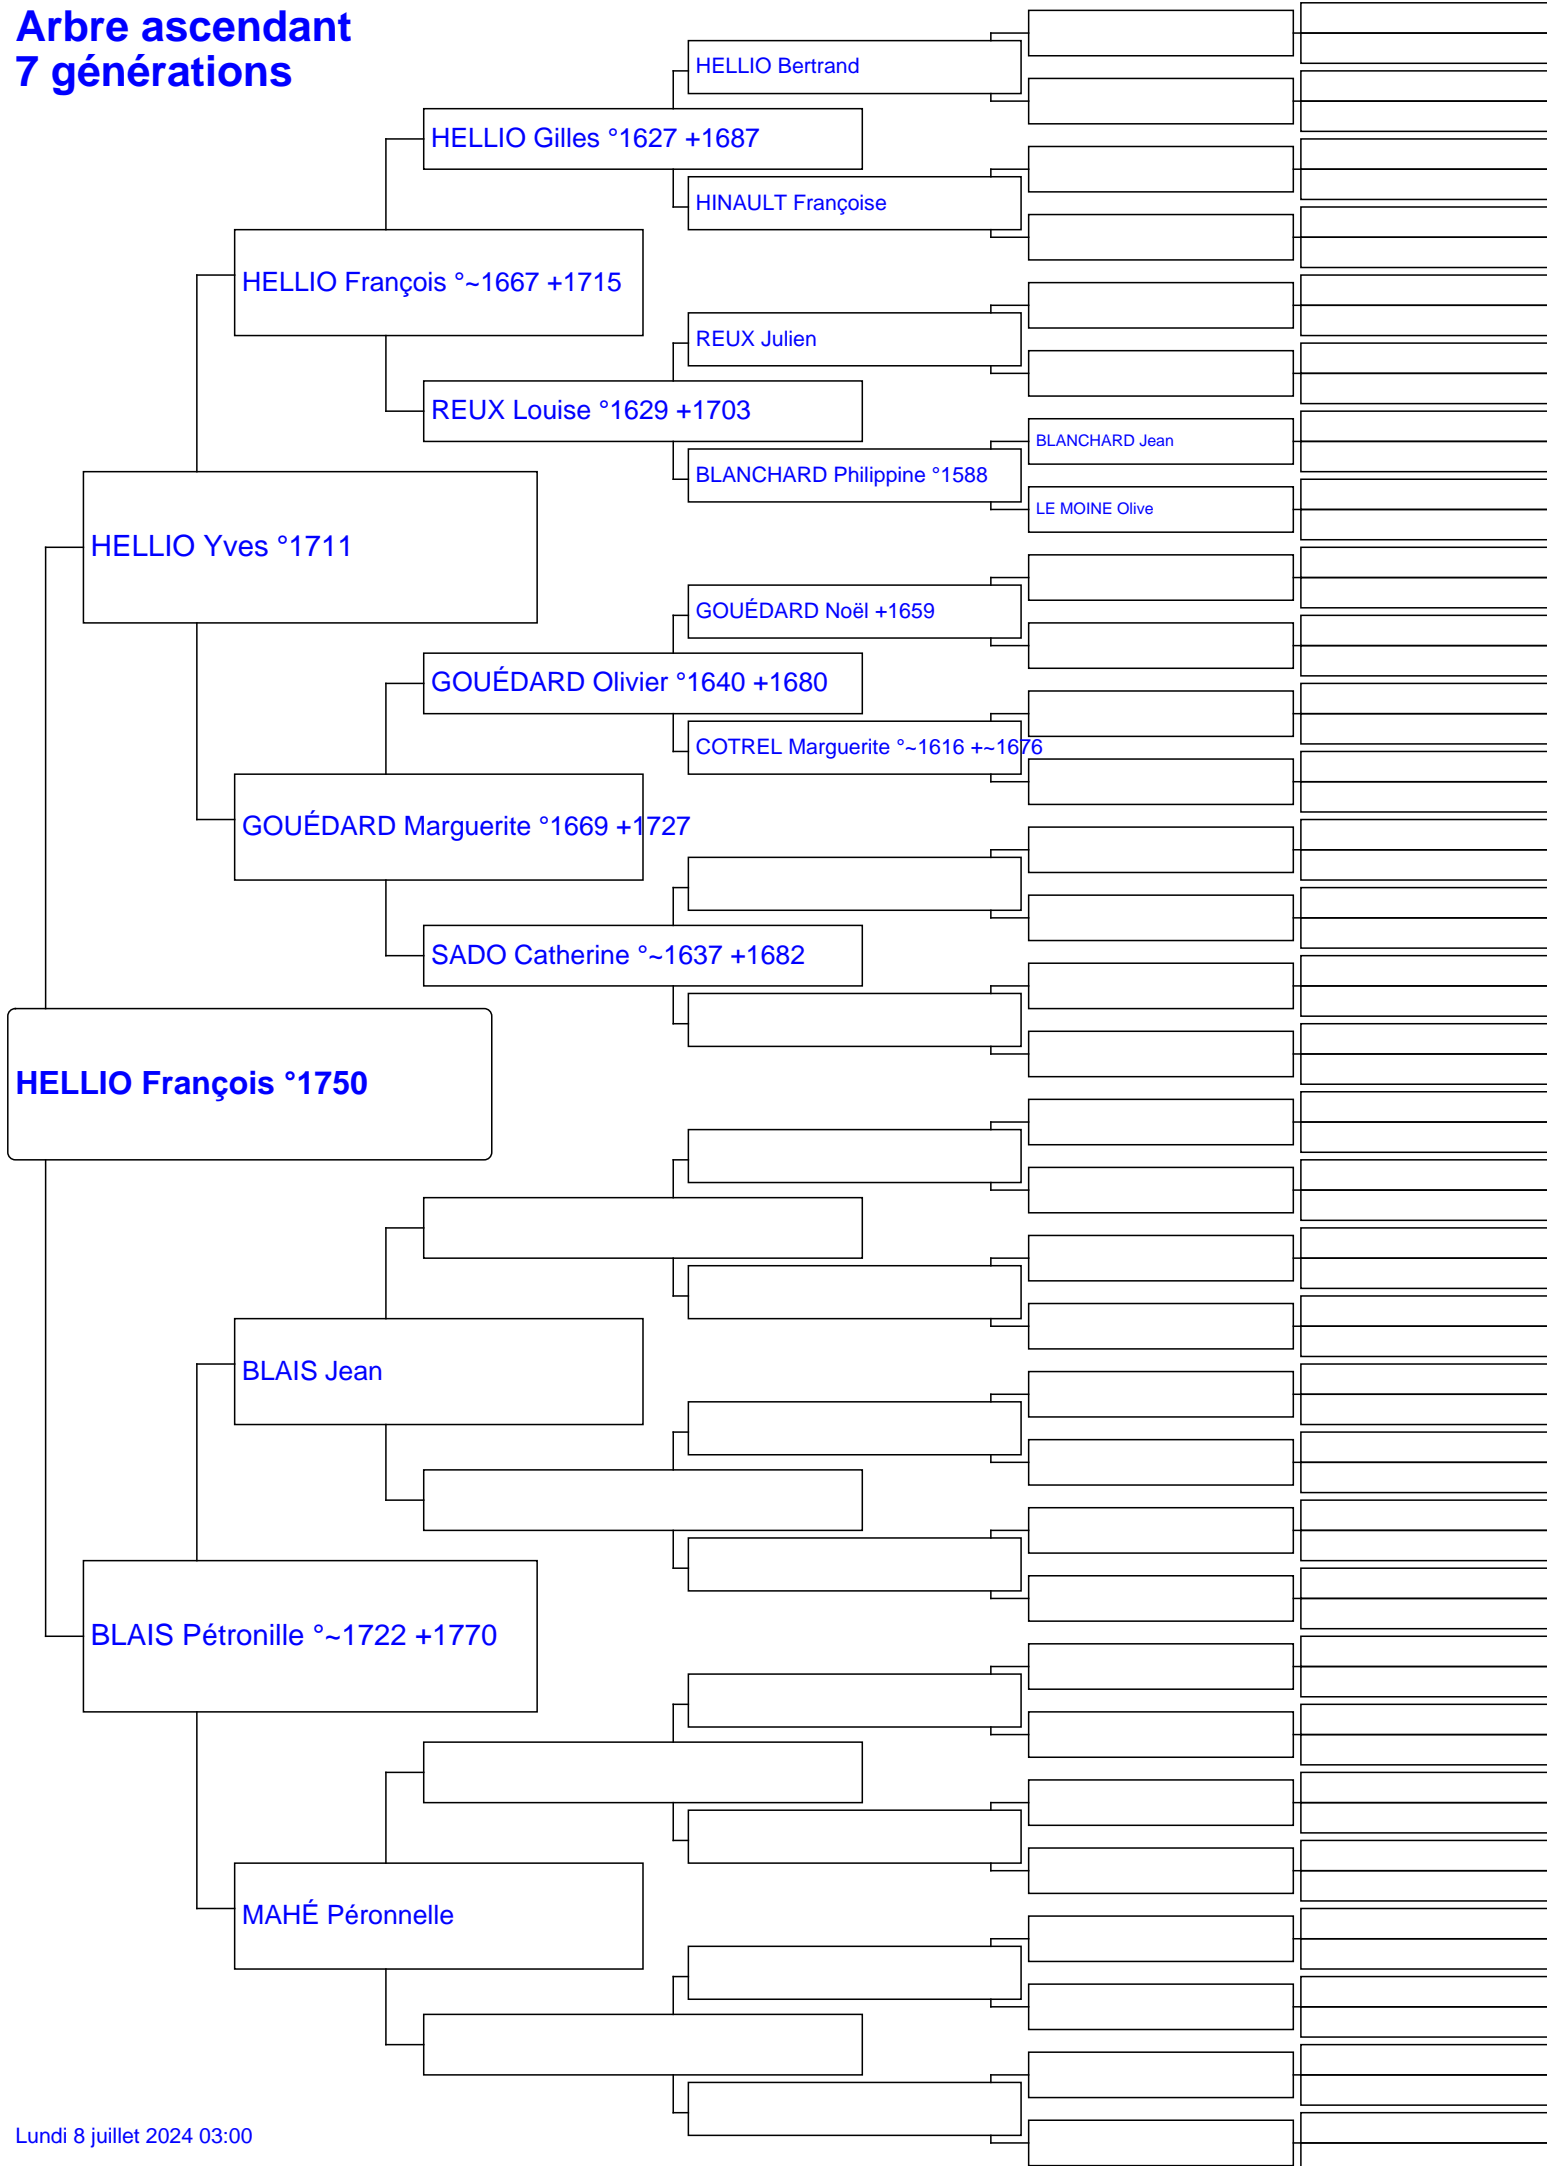 Arbre ascendant
7 générations
HELLIO Bertrand
HELLIO Gilles °1627 +1687
HINAULT Françoise
HELLIO François °~1667 +1715
REUX Julien
REUX Louise °1629 +1703
BLANCHARD Jean
BLANCHARD Philippine °1588
LE MOINE Olive
HELLIO Yves °1711
GOUÉDARD Noël +1659
GOUÉDARD Olivier °1640 +1680
COTREL Marguerite °~1616 +~1676
GOUÉDARD Marguerite °1669 +1727
SADO Catherine °~1637 +1682
HELLIO François °1750
BLAIS Jean
BLAIS Pétronille °~1722 +1770
MAHÉ Péronnelle
Lundi 8 juillet 2024 03:00